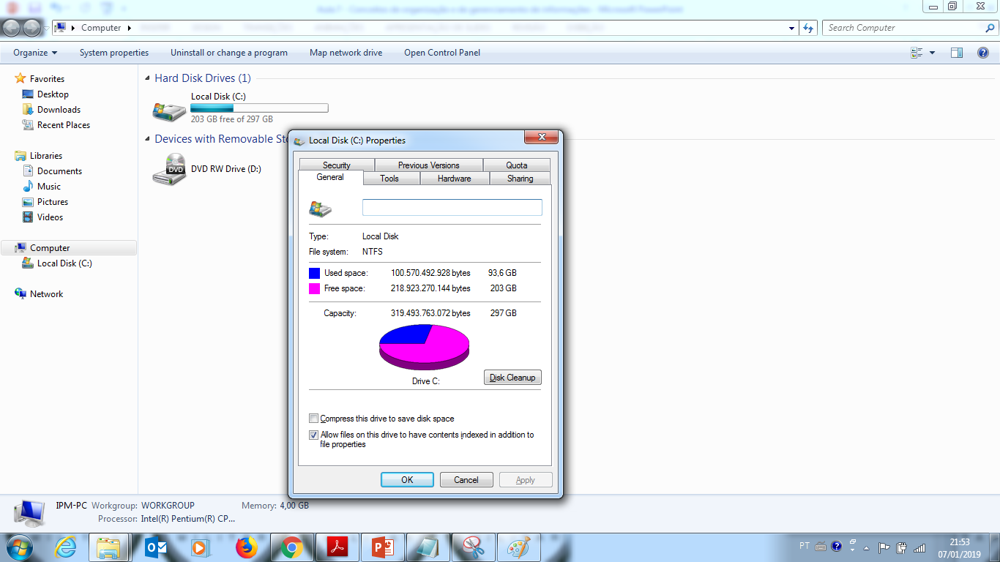 Computer
Search Computer
Organize
System properties
Uninstall or change a program
Map network drive
Open Control Panel
Favorites
Desktop
Downloads
Recent Places
Libraries
Documents
Music
Pictures
Videos
Computer
Local Disk (C:)
Network
Hard Disk Drives (1)
Local Disk (C:)
203 GB free of 297 GB
Devices with Removable Sto
DVD
DVD RW Drive (D:)
Local Disk (C:) Properties
Security Previous Versions Quota
General Tools Hardware Sharing
Type: Local Disk
File system: NTFS
Used space: 100.570.492.928 bytes 93,6 GB
Free space: 218.923.270.144 bytes 203 GB
Capacity: 319.493.763.072 bytes 297 GB
Drive C:
Disk Cleanup
Compress this drive to save disk space
Allow files on this drive to have contents indexed in addition to
file properties
OK Cancel Apply
IPM-PC Workgroup: WORKGROUP Memory: 4,00 GB
Processor: Intel(R) Pentium(R) CP...
PT
21:53
07/01/2019